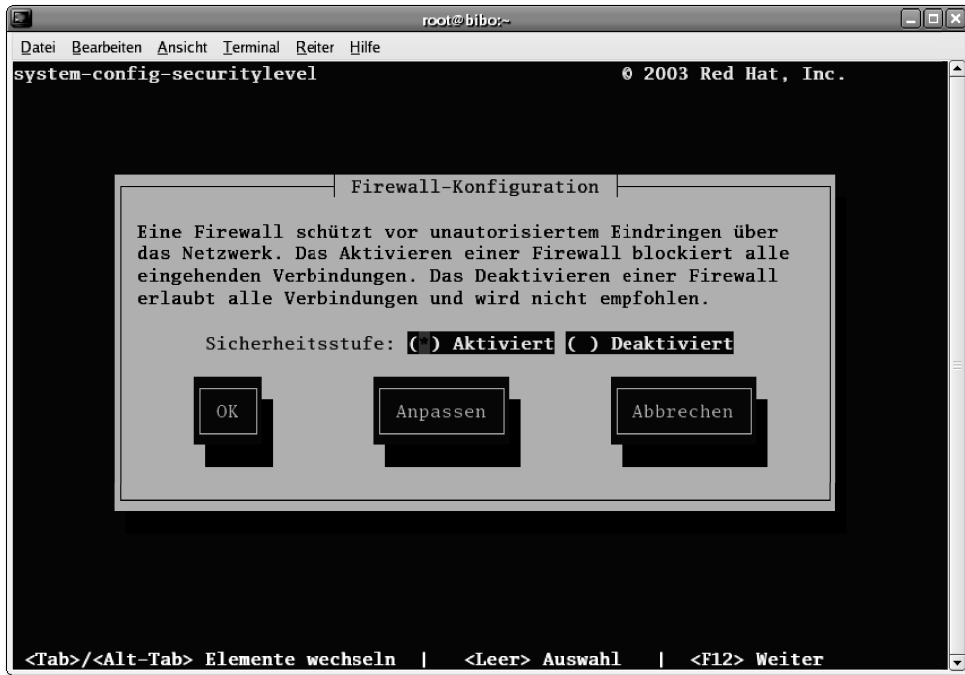 root@bibo:~
Datei Bearbeiten Ansicht Terminal Reiter Hilfe
system-config-securitylevel © 2003 Red Hat, Inc.
Firewall-Konfiguration
Eine Firewall schützt vor unautorisiertem Eindringen über
das Netzwerk. Das Aktivieren einer Firewall blockiert alle
eingehenden Verbindungen. Das Deaktivieren einer Firewall
erlaubt alle Verbindungen und wird nicht empfohlen.
Sicherheitsstufe: (*) Aktiviert ( ) Deaktiviert
OK Anpassen Abbrechen
<Tab>/<Alt-Tab> Elemente wechseln | <Leer> Auswahl | <F12> Weiter